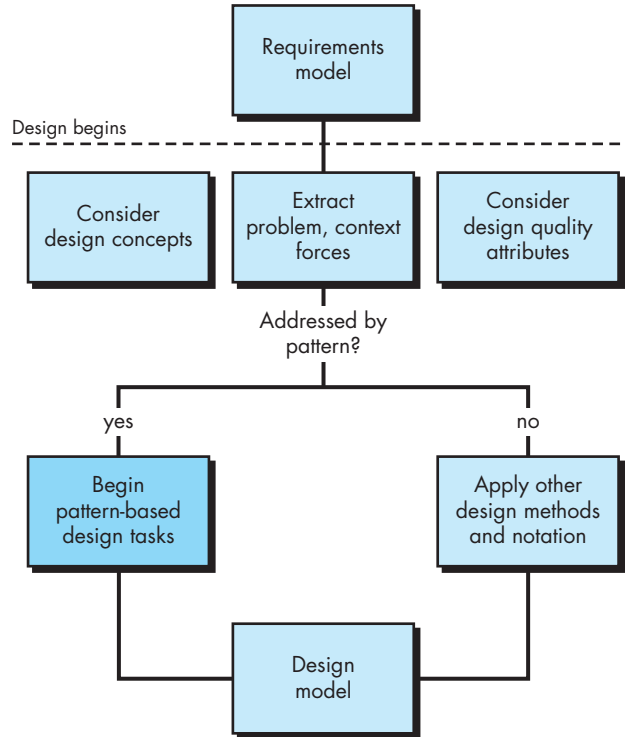 Requirements
model
Design begins
Consider
design concepts
Extract
problem, context
forces
Consider
design quality
attributes
Addressed by
pattern?
yes
no
Begin
pattern-based
design tasks
Apply other
design methods
and notation
Design
model